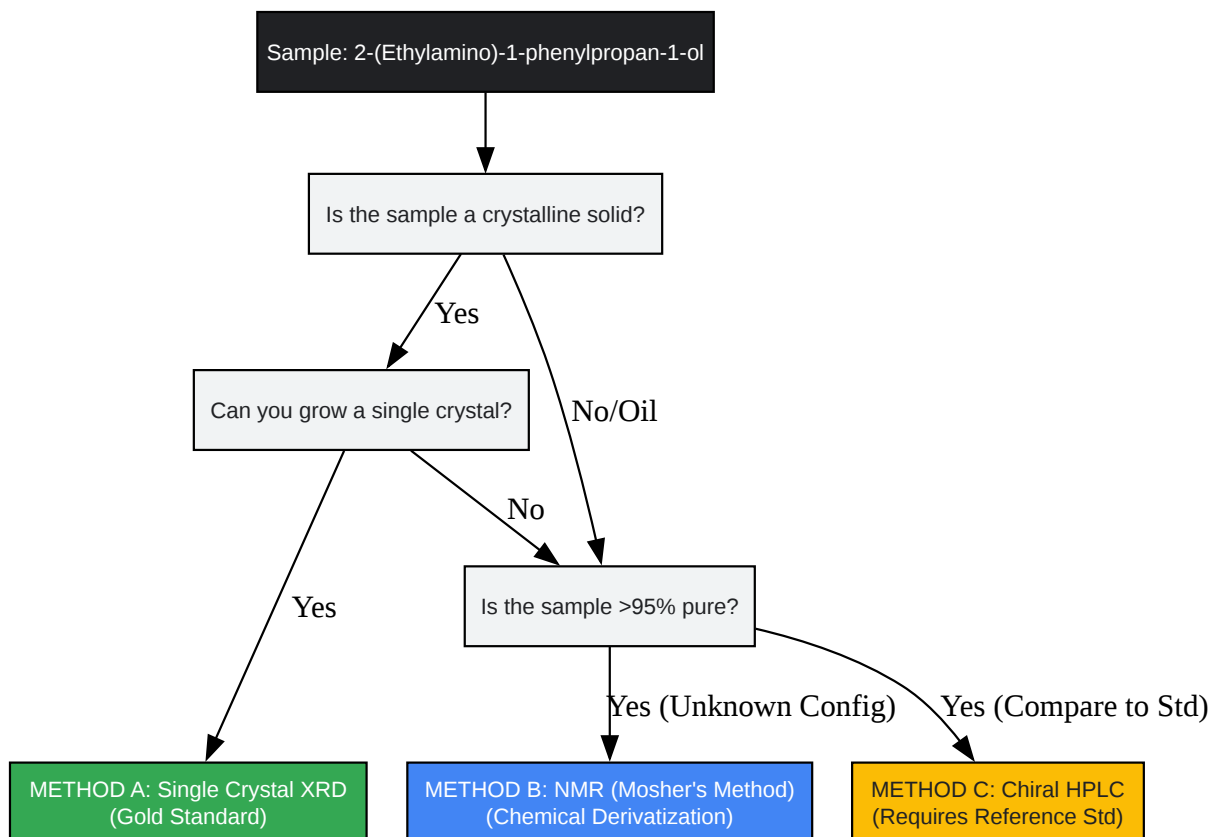 Sample: 2-(Ethylamino)-1-phenylpropan-1-ol
Is the sample a crystalline solid?
Yes
Can you grow a single crystal?
No/Oil
No
Is the sample >95% pure?
Yes
Yes (Unknown Config)
Yes (Compare to Std)
METHOD A: Single Crystal XRD
(Gold Standard)
METHOD B: NMR (Mosher's Method)
(Chemical Derivatization)
METHOD C: Chiral HPLC
(Requires Reference Std)